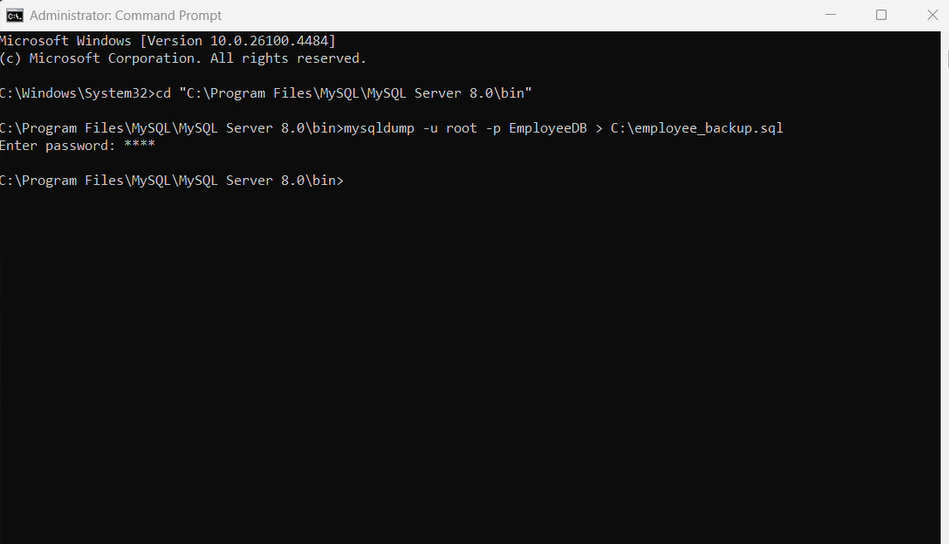 Administrator: Command Prompt
Microsoft Windows [Version 10.0.26100.4484]
(c) Microsoft Corporation. All rights reserved.
C:\Windows\System32>cd "C:\Program Files\MySQL\MySQL Server 8.0\bin"
C:\Program Files\MySQL\MySQL Server 8.0\bin>mysqldump -u root -p EmployeeDB > C:\employee_backup.sql
Enter password: ****
C:\Program Files\MySQL\MySQL Server 8.0\bin>